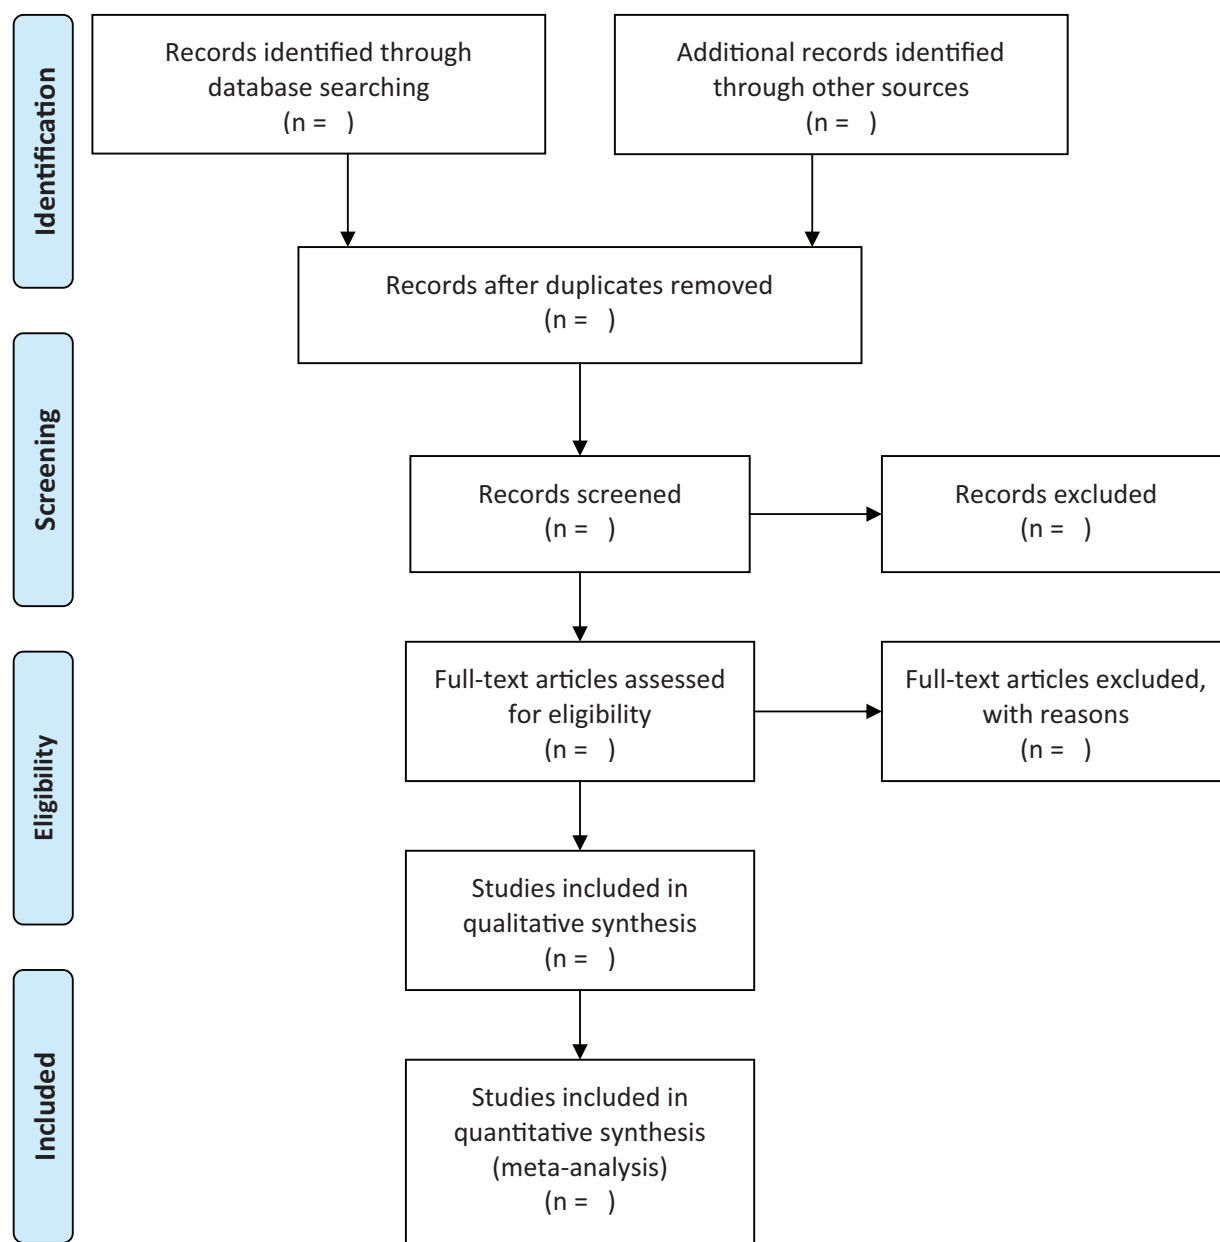 Identification
Records identified through
database searching
(n =   )
Additional records identified
through other sources
(n =   )
Records after duplicates removed
(n =   )
Screening
Records screened
(n =   )
Records excluded
(n =   )
Eligibility
Full-text articles assessed
for eligibility
(n =   )
Full-text articles excluded,
with reasons
(n =   )
Studies included in
qualitative synthesis
(n =   )
Included
Studies included in
quantitative synthesis
(meta-analysis)
(n =   )